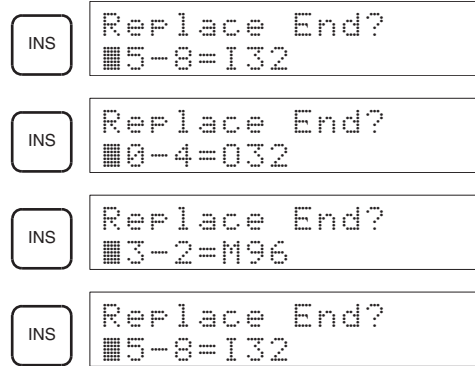 INS
Replace End?
■5-8=I32
INS
Replace End?
■0-4=O32
INS
Replace End?
■3-2=M96
INS
Replace End?
■5-8=I32